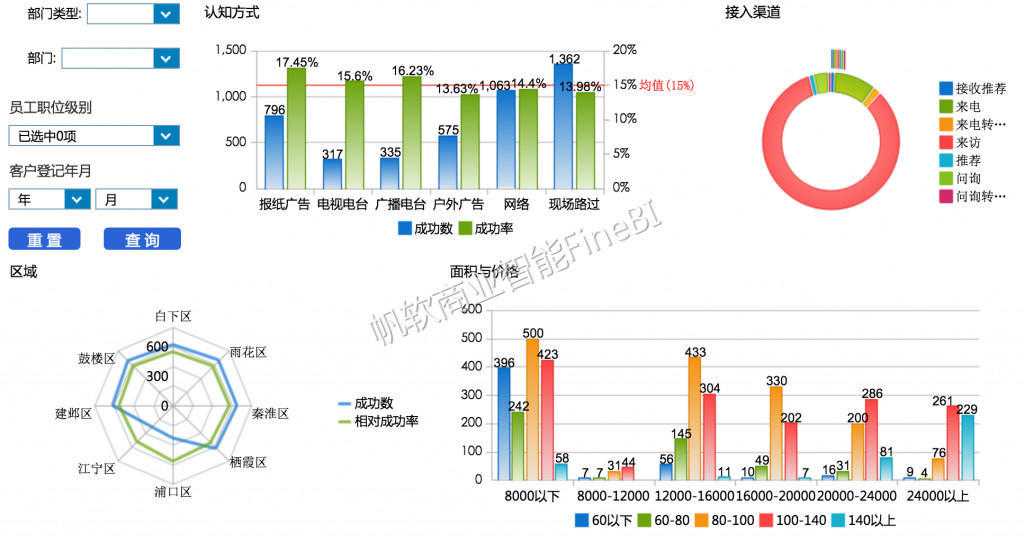 部门类型:
部门:
员工职位级别
已选中0项
客户登记年月
年
月
重置
查询
认知方式
1,500
1,000
500
0
20%
15%
10%
5%
0%
均值(15%)
796
17.45%
317
15.6%
335
16.23%
575
13.63%
1,063
14.4%
1,362
13.98%
报纸广告
电视电台
广播电台
户外广告
网络
现场路过
成功数
成功率
接入渠道
接收推荐
来电
来电转…
来访
推荐
问询
问询转…
区域
白下区
雨花区
秦淮区
栖霞区
浦口区
江宁区
建邺区
鼓楼区
600
300
0
成功数
相对成功率
面积与价格
600
500
400
300
200
100
0
396
242
500
423
58
7
7
31
44
56
145
433
304
11
10
49
330
202
7
16
31
200
286
81
9
4
76
261
229
8000以下
8000-12000
12000-16000
16000-20000
20000-24000
24000以上
60以下
60-80
80-100
100-140
140以上
帆软商业智能FineBI